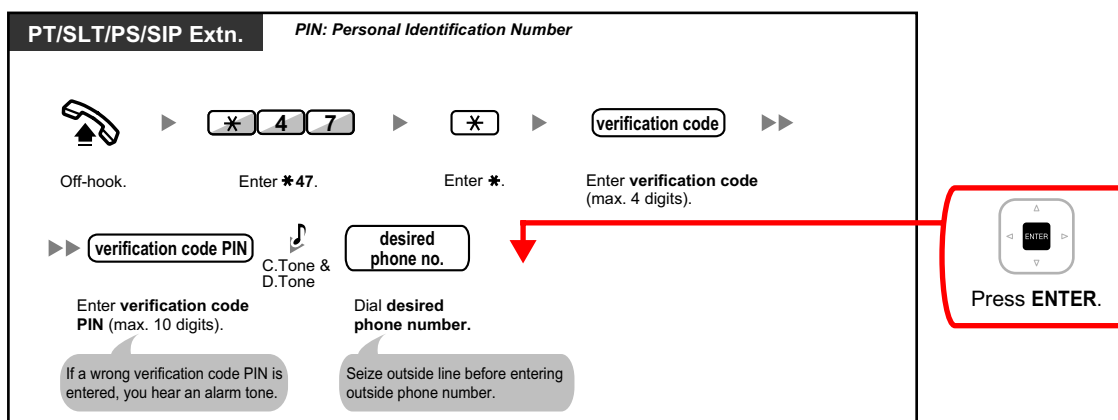 PT/SLT/PS/SIP Extn.
PIN: Personal Identification Number
* 4 7
*
verification code
Off-hook.
Enter *47.
Enter *.
Enter verification code
(max. 4 digits).
verification code PIN
C.Tone &
D.Tone
desired
phone no.
Enter verification code
PIN (max. 10 digits).
Dial desired
phone number.
If a wrong verification code PIN is
entered, you hear an alarm tone.
Seize outside line before entering
outside phone number.
ENTER
Press ENTER.